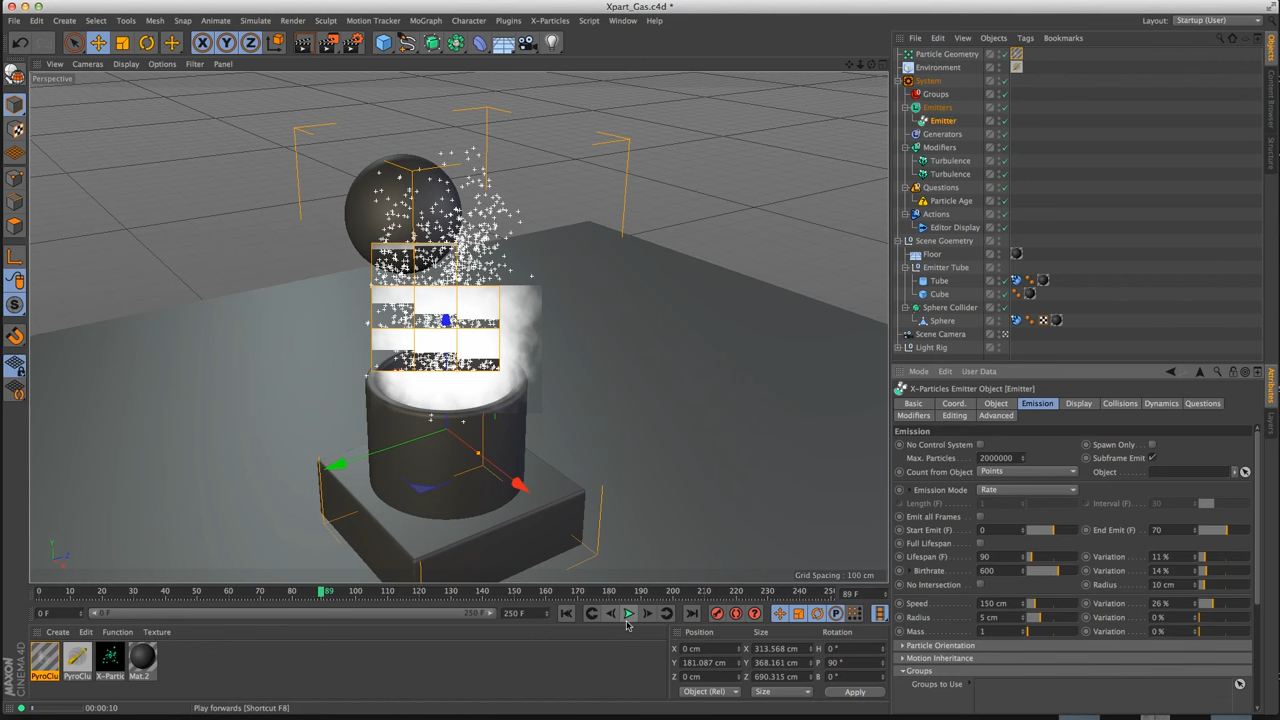 Xpart_Gas.c4d *
File Edit Create Select Tools Mesh Snap Animate Simulate Render Sculpt Motion Tracker MoGraph Character Plugins X-Particles Script Window Help
Layout: Startup (User)
View Cameras Display Options Filter Panel
Perspective
Grid Spacing : 100 cm
0 10 20 30 40 50 60 70 80 89 100 110 120 130 140 150 160 170 180 190 200 210 220 230 240 250
89 F
0 F 0 F 250 F 250 F
Create Edit Function Texture
PyroClu PyroClu X-Partic Mat.2
MAXON CINEMA 4D
Position Size Rotation
X 0 cm X 313.568 cm H 0 °
Y 181.087 cm Y 368.161 cm P 90 °
Z 0 cm Z 690.315 cm B 0 °
Object (Rel) Size Apply
00:00:10 Play forwards [Shortcut F8]
File Edit View Objects Tags Bookmarks
Particle Geometry
Environment
System
Groups
Emitters
Emitter
Generators
Modifiers
Turbulence
Turbulence
Questions
Particle Age
Actions
Editor Display
Scene Goemetry
Floor
Emitter Tube
Tube
Cube
Sphere Collider
Sphere
Scene Camera
Light Rig
Objects
Content Browser
Structure
Mode Edit User Data
X-Particles Emitter Object [Emitter]
Basic Coord. Object Emission Display Collisions Dynamics Questions
Modifiers Editing Advanced
Emission
No Control System Spawn Only
Max. Particles 2000000 Subframe Emit
Count from Object Points Object
Emission Mode Rate
Length (F) 1 Interval (F) 30
Emit all Frames
Start Emit (F) 0 End Emit (F) 70
Full Lifespan
Lifespan (F) 90 Variation 11 %
Birthrate 600 Variation 14 %
No Intersection Radius 10 cm
Speed 150 cm Variation 26 %
Radius 5 cm Variation 0 %
Mass 1 Variation 0 %
Particle Orientation
Motion Inheritance
Groups
Groups to Use
Attributes
Layers